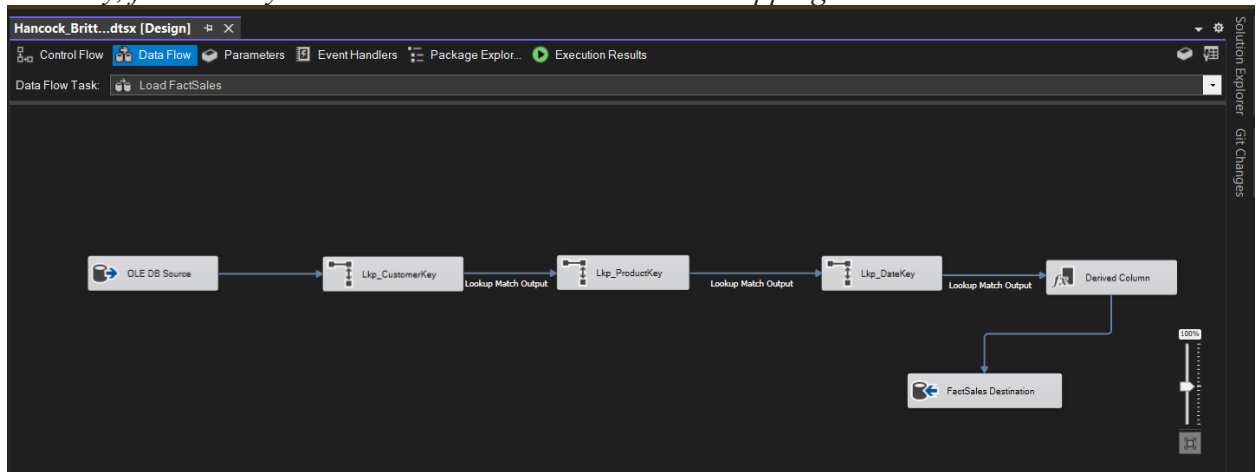 Hancock_Britt...dtsx [Design]
Control Flow Data Flow Parameters Event Handlers Package Explor... Execution Results
Data Flow Task: Load FactSales
Solution Explorer
Git Changes
OLE DB Source
Lkp_CustomerKey
Lookup Match Output
Lkp_ProductKey
Lookup Match Output
Lkp_DateKey
Lookup Match Output
Derived Column
100%
FactSales Destination